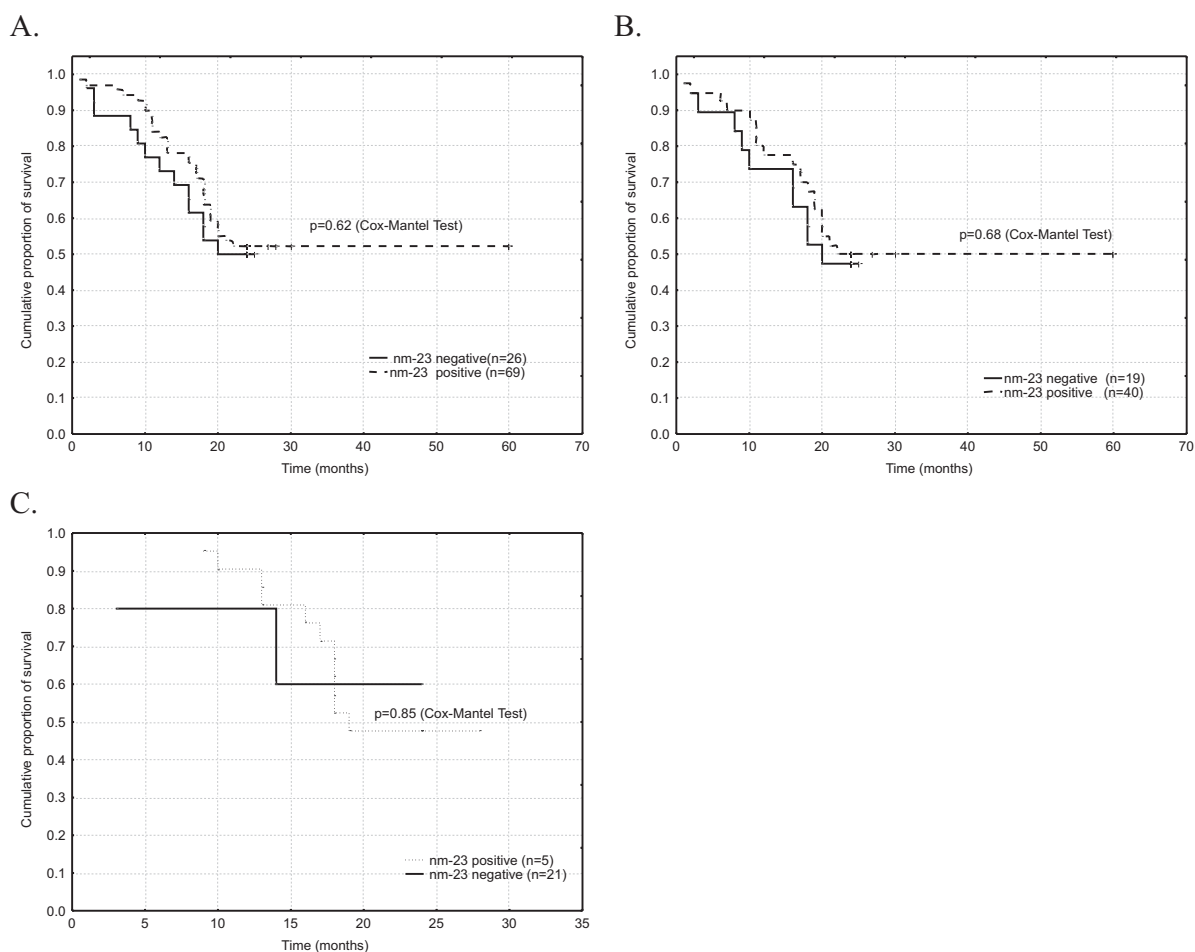 A.
1.0
0.9
0.8
0.7
0.6
0.5
0.4
0.3
0.2
0.1
0.0
Cumulative proportion of survival
p=0.62 (Cox-Mantel Test)
nm-23 negative(n=26)
nm-23 positive (n=69)
0 10 20 30 40 50 60 70
Time (months)
B.
1.0
0.9
0.8
0.7
0.6
0.5
0.4
0.3
0.2
0.1
0.0
Cumulative proportion of survival
p=0.68 (Cox-Mantel Test)
nm-23 negative (n=19)
nm-23 positive (n=40)
0 10 20 30 40 50 60 70
Time (months)
C.
1.0
0.9
0.8
0.7
0.6
0.5
0.4
0.3
0.2
0.1
0.0
Cumulative proportion of survival
p=0.85 (Cox-Mantel Test)
nm-23 positive (n=5)
nm-23 negative (n=21)
0 5 10 15 20 25 30 35
Time (months)